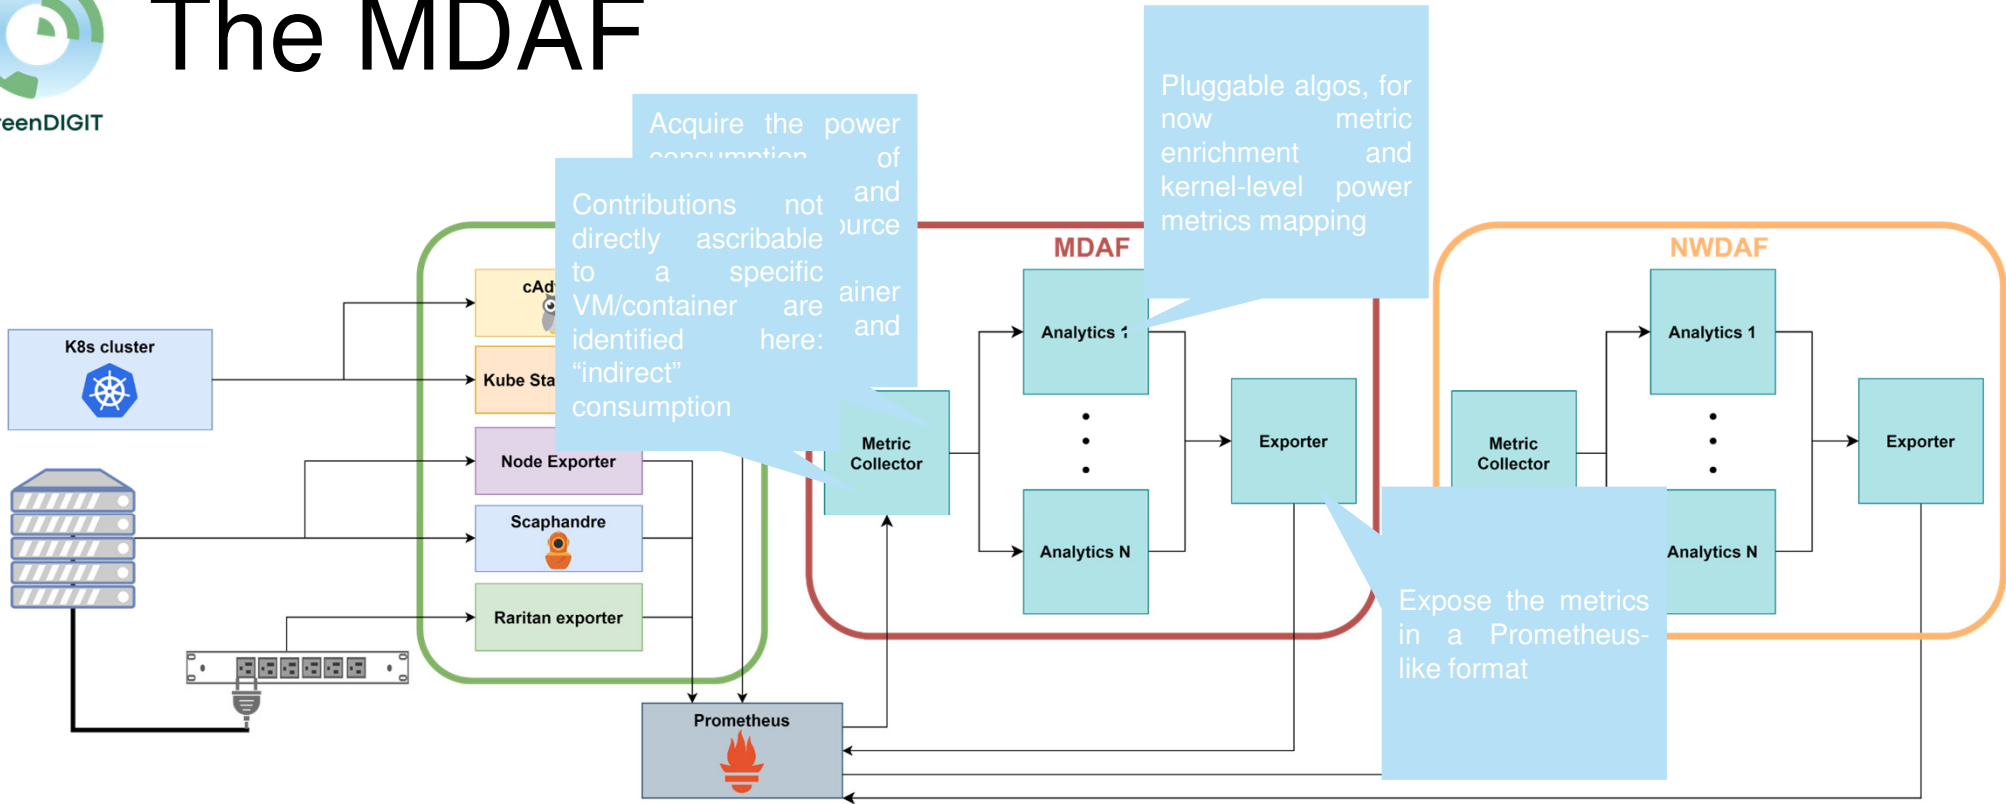 The MDAF
reenDIGIT
Acquire the power
of
and
ource
ainer
and
Contributions not
directly ascribable
to a specific
VM/container are
identified here:
“indirect”
consumption
Pluggable algos, for
now metric
enrichment and
kernel-level power
metrics mapping
MDAF
NWDAF
K8s cluster
cAd
Kube Sta
Node Exporter
Scaphandre
Raritan exporter
Prometheus
Metric
Collector
Analytics 1
Analytics N
Exporter
Expose the metrics
in a Prometheus-
like format
Metric
Collector
Analytics 1
Analytics N
Exporter